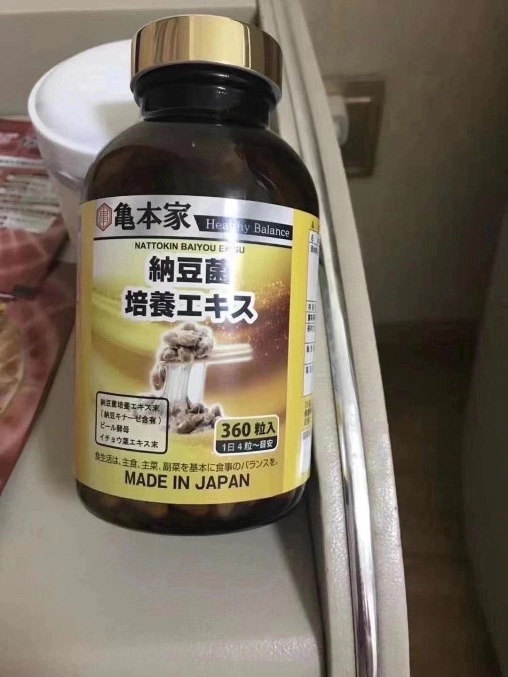 亀本家 Healthy Balance
NATTOKIN BAIYOU EKISU
納豆菌
培養エキス
納豆菌培養エキス末
(納豆キナーゼ含有)
ビール酵母
イチョウ葉エキス末
360粒入
1日4粒~目安
食生活は、主食、主菜、副菜を基本に食事のバランスを。
MADE IN JAPAN